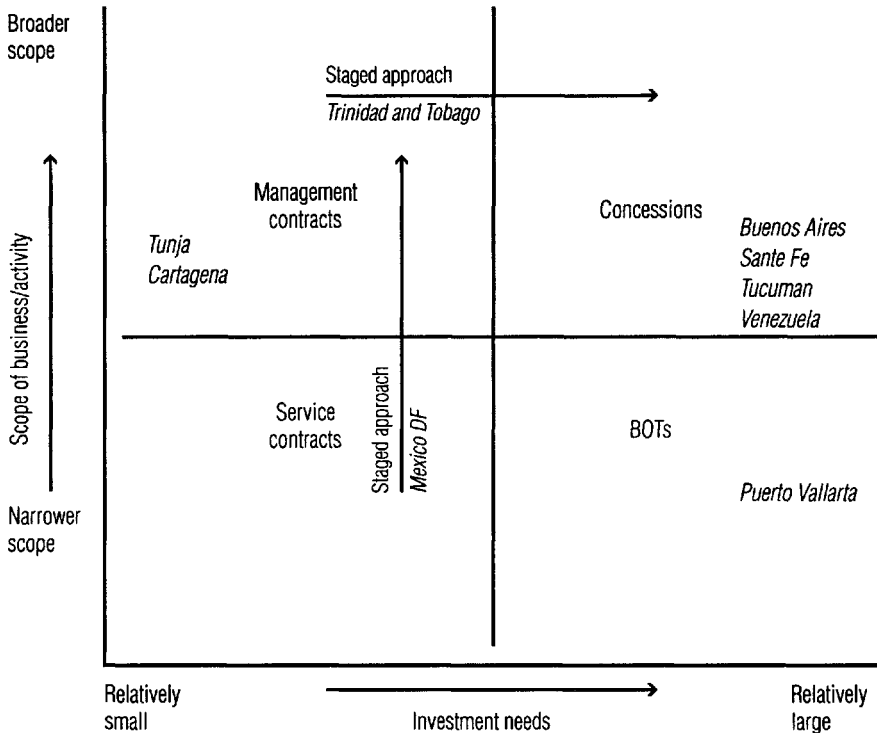 Broader
scope
Staged approach
Trinidad and Tobago
Management
contracts
Concessions
Tunja
Cartagena
Buenos Aires
Sante Fe
Tucuman
Venezuela
Scope of business/activity
Service
contracts
Staged approach
Mexico DF
BOTs
Puerto Vallarta
Narrower
scope
Relatively
small
Investment needs
Relatively
large